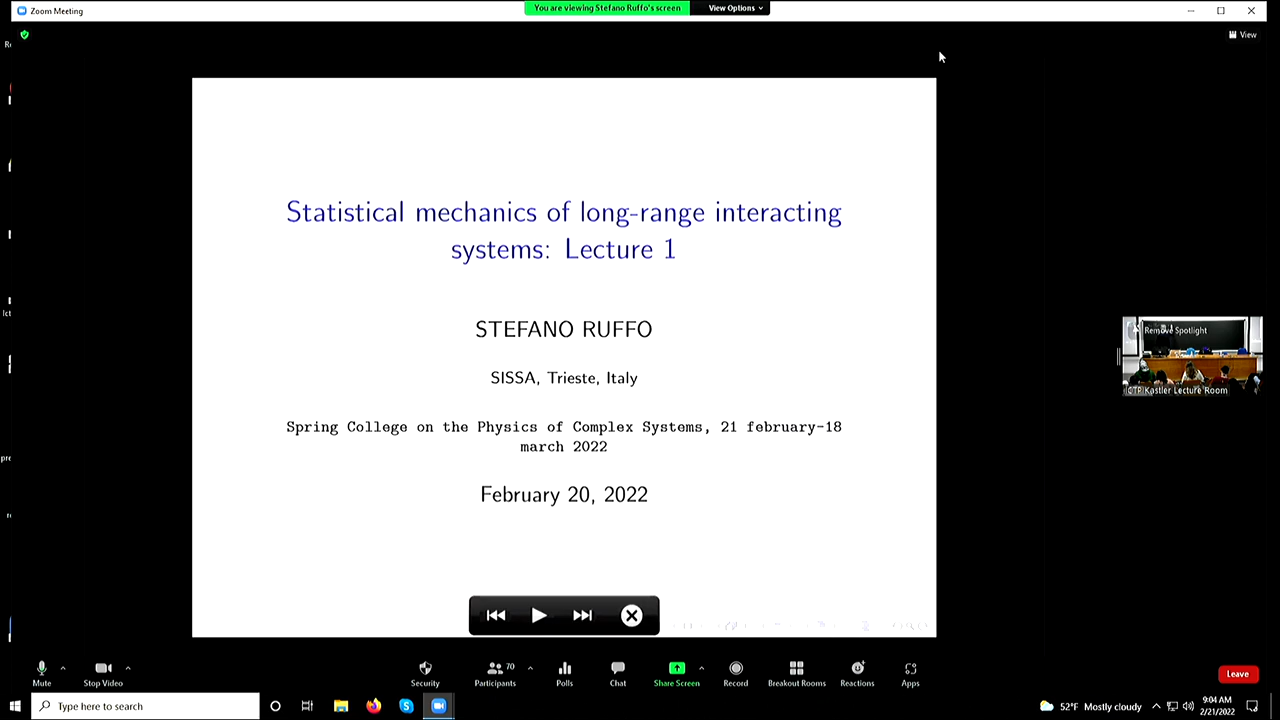 Zoom Meeting
You are viewing Stefano Ruffo's screen
View Options
View
Statistical mechanics of long-range interacting
systems: Lecture 1
STEFANO RUFFO
SISSA, Trieste, Italy
Spring College on the Physics of Complex Systems, 21 february-18
march 2022
February 20, 2022
Remove Spotlight
ICTP Kastler Lecture Room
Mute
Stop Video
Security
Participants
70
Polls
Chat
Share Screen
Record
Breakout Rooms
Reactions
Apps
Leave
Type here to search
52°F Mostly cloudy
9:04 AM
2/21/2022